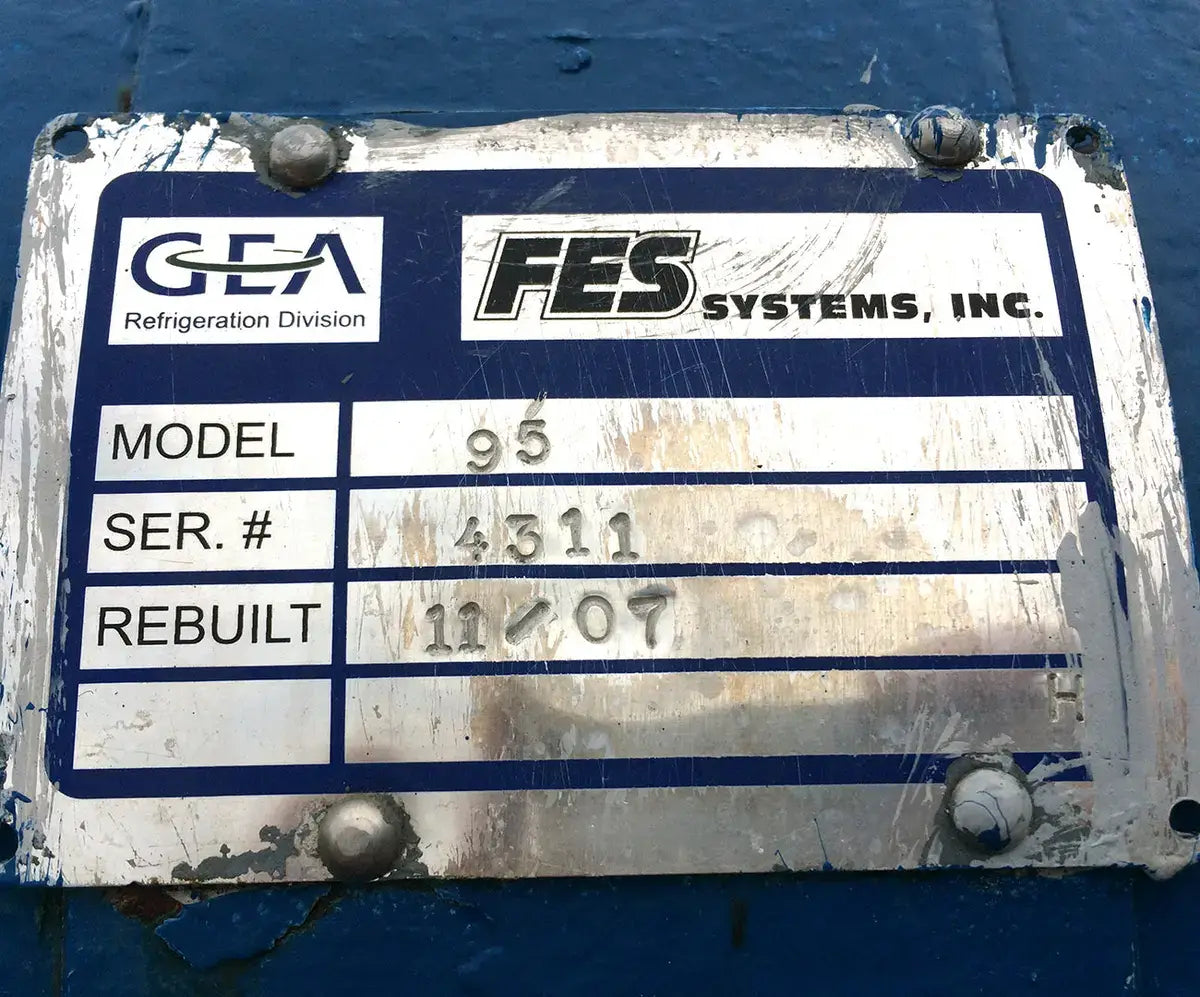 GEA
Refrigeration Division
FES SYSTEMS, INC.
MODEL 95
SER. # 4311
REBUILT 11/07
H